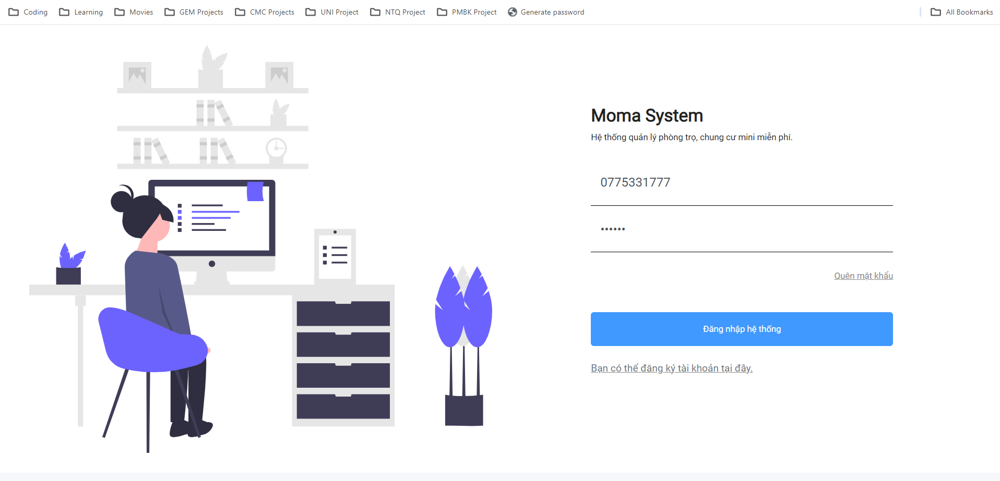 Coding Learning Movies GEM Projects CMC Projects UNI Project NTQ Project PMBK Project Generate password All Bookmarks
Moma System
Hệ thống quản lý phòng trọ, chung cư mini miễn phí.
0775331777
••••••
Quên mật khẩu
Đăng nhập hệ thống
Bạn có thể đăng ký tài khoản tại đây.